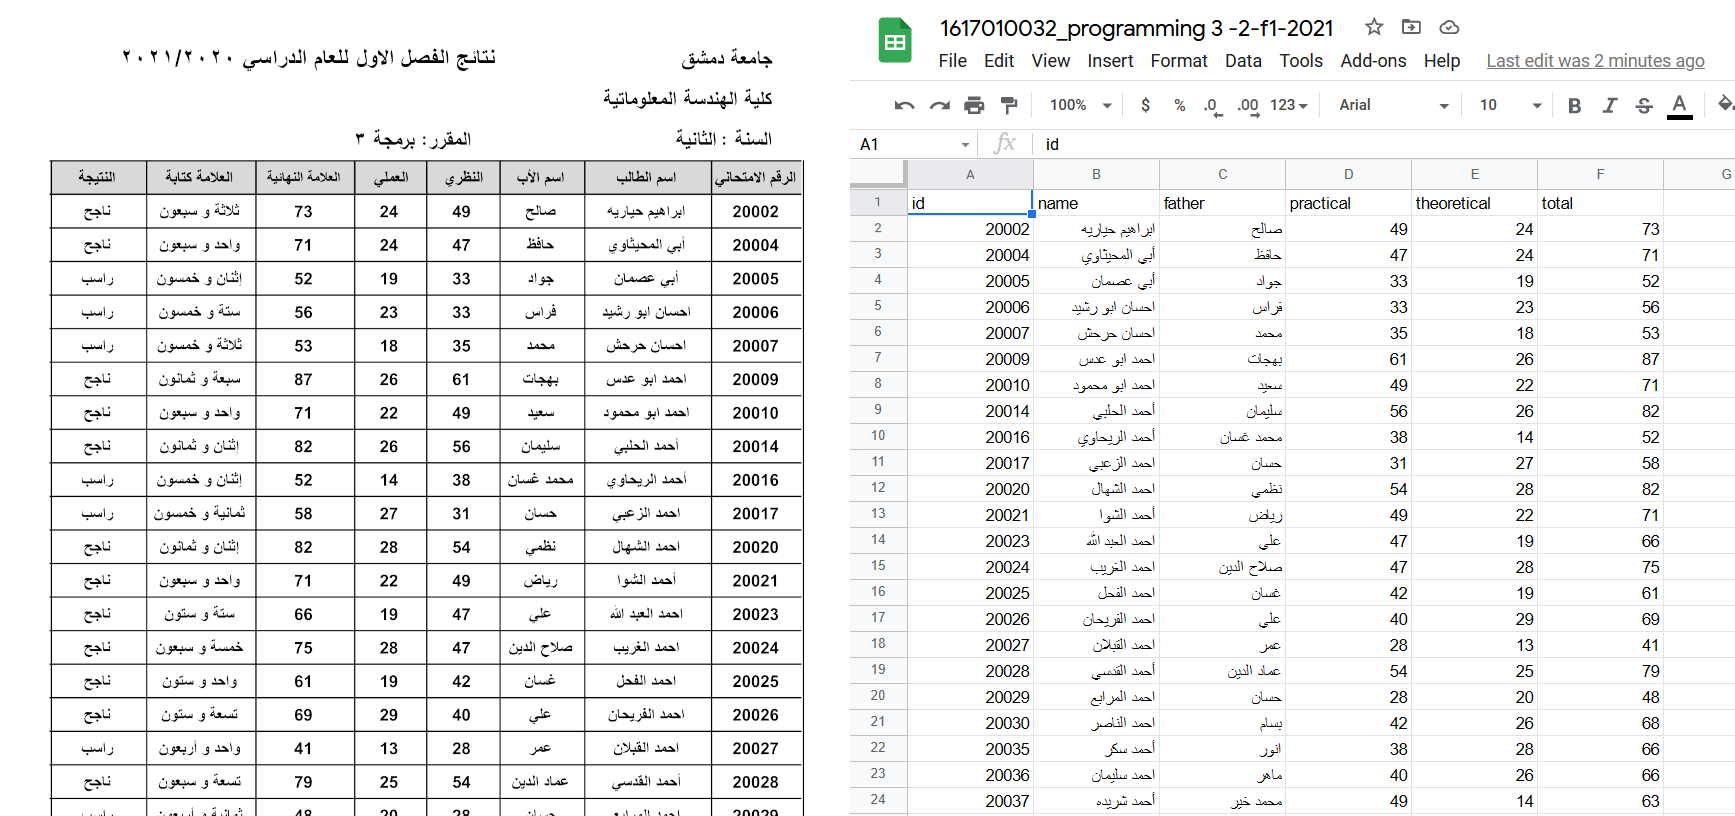 جامعة دمشق
نتائج الفصل الاول للعام الدراسي ٢٠٢١/٢٠٢٠
كلية الهندسة المعلوماتية
السنة : الثانية
المقرر: برمجة ٣
الرقم الامتحاني اسم الطالب اسم الأب النظري العملي العلامة النهائية العلامة كتابة النتيجة
20002 ابراهيم حياريه صالح 49 24 73 ثلاثة و سبعون ناجح
20004 أبي المحيثاوي حافظ 47 24 71 واحد و سبعون ناجح
20005 أبي عصمان جواد 33 19 52 إثنان و خمسون راسب
20006 احسان ابو رشيد فراس 33 23 56 ستة و خمسون راسب
20007 احسان حرحش محمد 35 18 53 ثلاثة و خمسون راسب
20009 احمد ابو عدس بهجات 61 26 87 سبعة و ثمانون ناجح
20010 احمد ابو محمود سعيد 49 22 71 واحد و سبعون ناجح
20014 أحمد الحلبي سليمان 56 26 82 إثنان و ثمانون ناجح
20016 أحمد الريحاوي محمد غسان 38 14 52 إثنان و خمسون راسب
20017 احمد الزعبي حسان 31 27 58 ثمانية و خمسون راسب
20020 احمد الشهال نظمي 54 28 82 إثنان و ثمانون ناجح
20021 أحمد الشوا رياض 49 22 71 واحد و سبعون ناجح
20023 احمد العبد الله علي 47 19 66 ستة و ستون ناجح
20024 احمد الغريب صلاح الدين 47 28 75 خمسة و سبعون ناجح
20025 احمد الفحل غسان 42 19 61 واحد و ستون ناجح
20026 احمد الفريحان علي 40 29 69 تسعة و ستون ناجح
20027 احمد القبلان عمر 28 13 41 واحد و أربعون راسب
20028 أحمد القدسي عماد الدين 54 25 79 تسعة و سبعون ناجح
20029 احمد المرابع حسان 28 20 48 ثمانية و أربعون راسب
1617010032_programming 3 -2-f1-2021
File Edit View Insert Format Data Tools Add-ons Help Last edit was 2 minutes ago
100% $ % .0 .00 123 Arial 10 B I S A
A1 fx id
A B C D E F G
1 id name father practical theoretical total
2 20002 ابراهيم حياريه صالح 49 24 73
3 20004 أبي المحيثاوي حافظ 47 24 71
4 20005 أبي عصمان جواد 33 19 52
5 20006 احسان ابو رشيد فراس 33 23 56
6 20007 احسان حرحش محمد 35 18 53
7 20009 احمد ابو عدس بهجات 61 26 87
8 20010 احمد ابو محمود سعيد 49 22 71
9 20014 أحمد الحلبي سليمان 56 26 82
10 20016 أحمد الريحاوي محمد غسان 38 14 52
11 20017 احمد الزعبي حسان 31 27 58
12 20020 احمد الشهال نظمي 54 28 82
13 20021 أحمد الشوا رياض 49 22 71
14 20023 احمد العبد الله علي 47 19 66
15 20024 احمد الغريب صلاح الدين 47 28 75
16 20025 احمد الفحل غسان 42 19 61
17 20026 احمد الفريحان علي 40 29 69
18 20027 احمد القبلان عمر 28 13 41
19 20028 أحمد القدسي عماد الدين 54 25 79
20 20029 احمد المرابع حسان 28 20 48
21 20030 احمد الناصر بسام 42 26 68
22 20035 أحمد سكر انور 38 28 66
23 20036 احمد سليمان ماهر 40 26 66
24 20037 أحمد شريده محمد خير 49 14 63